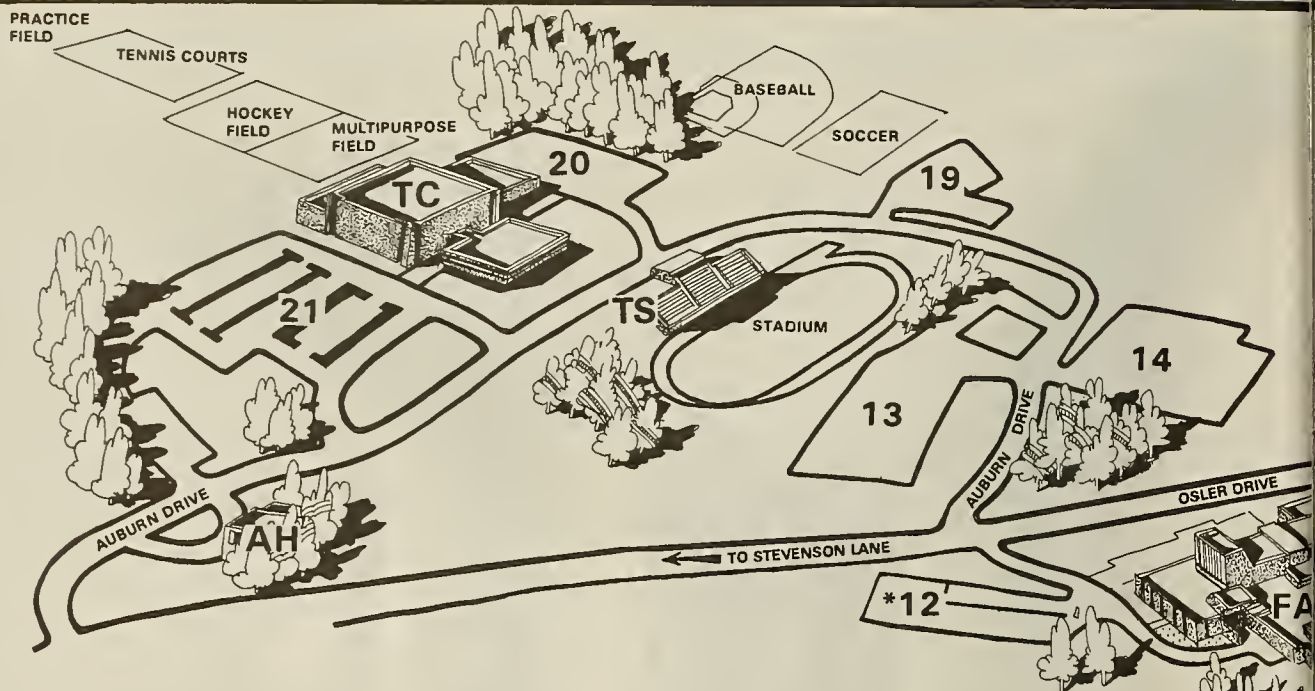 PRACTICE
FIELD
TENNIS COURTS
HOCKEY
FIELD
MULTIPURPOSE
FIELD
BASEBALL
SOCCER
20
19
TC
21
TS
STADIUM
14
13
AUBURN DRIVE
AUBURN DRIVE
OSLER DRIVE
AH
TO STEVENSON LANE
*12
FA